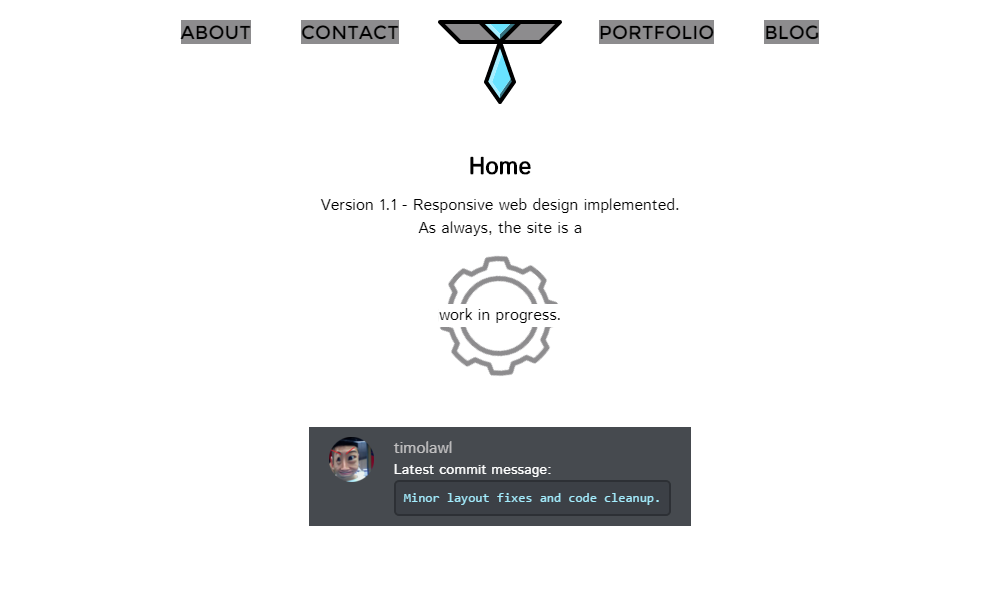 ABOUT CONTACT PORTFOLIO BLOG
Home
Version 1.1 - Responsive web design implemented.
As always, the site is a
work in progress.
timolawl
Latest commit message:
Minor layout fixes and code cleanup.